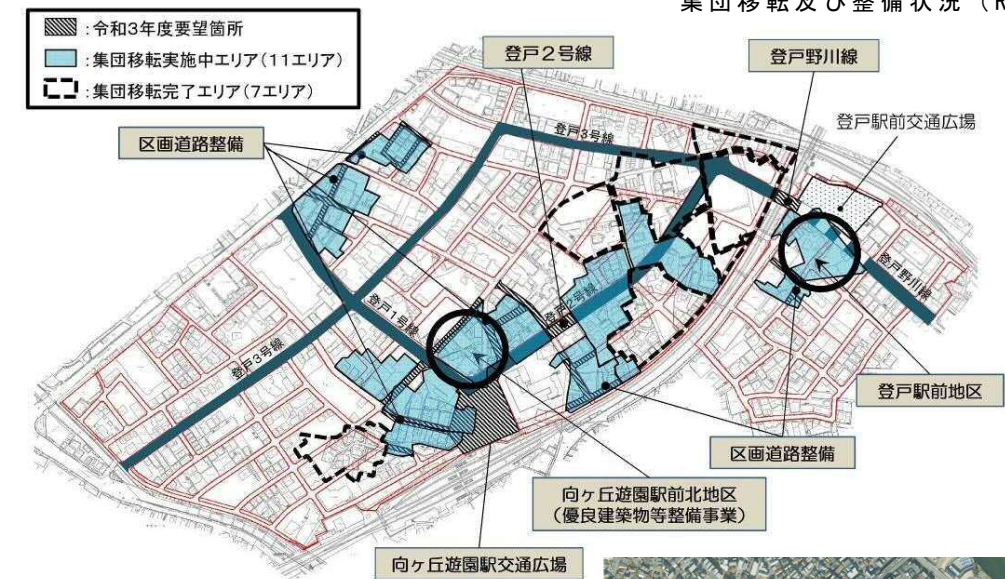 集団移転及び整備状況（R
：令和3年度要望箇所
：集団移転実施中エリア（11エリア）
：集団移転完了エリア（7エリア）
登戸2号線
登戸野川線
登戸駅前交通広場
区画道路整備
登戸3号線
登戸2号線
登戸1号線
登戸3号線
登戸野川線
登戸駅前地区
区画道路整備
向ヶ丘遊園駅前北地区
（優良建築物等整備事業）
向ヶ丘遊園駅交通広場